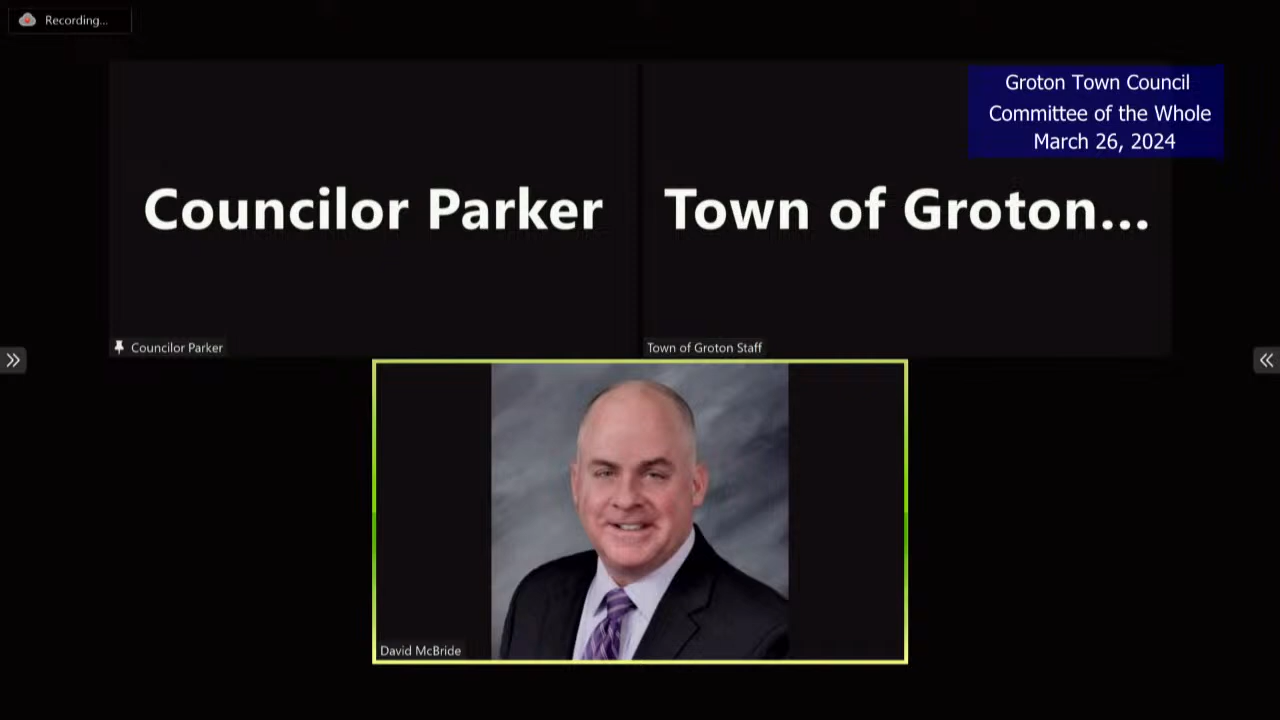 Recording...
Groton Town Council
Committee of the Whole
March 26, 2024
Councilor Parker
Town of Groton...
Councilor Parker
Town of Groton Staff
David McBride